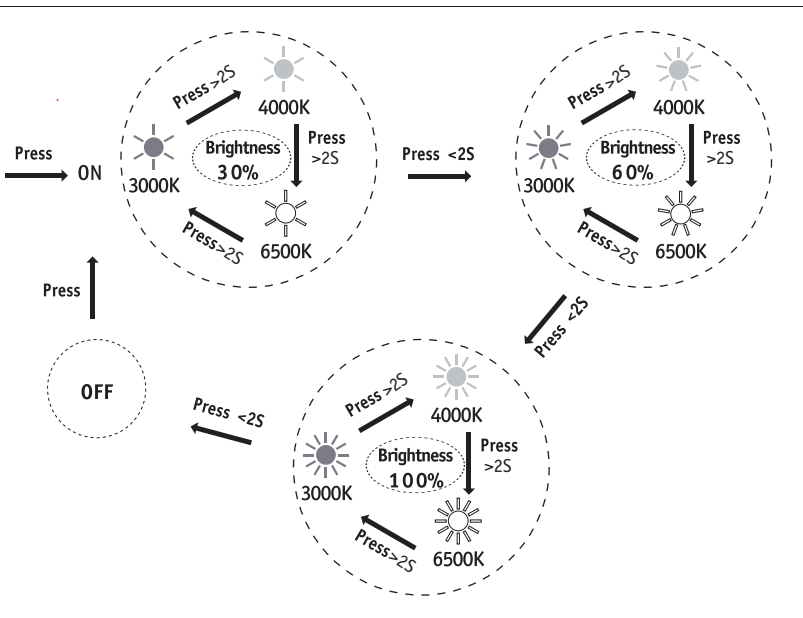 Press
ON
Press >2S
4000K
Press
>2S
Brightness
30%
3000K
Press>2S
6500K
Press <2S
Press >2S
4000K
Press
>2S
Brightness
60%
3000K
Press>2S
6500K
Press <2S
Press >2S
4000K
Press
>2S
Brightness
100%
3000K
Press>2S
6500K
Press <2S
OFF
Press